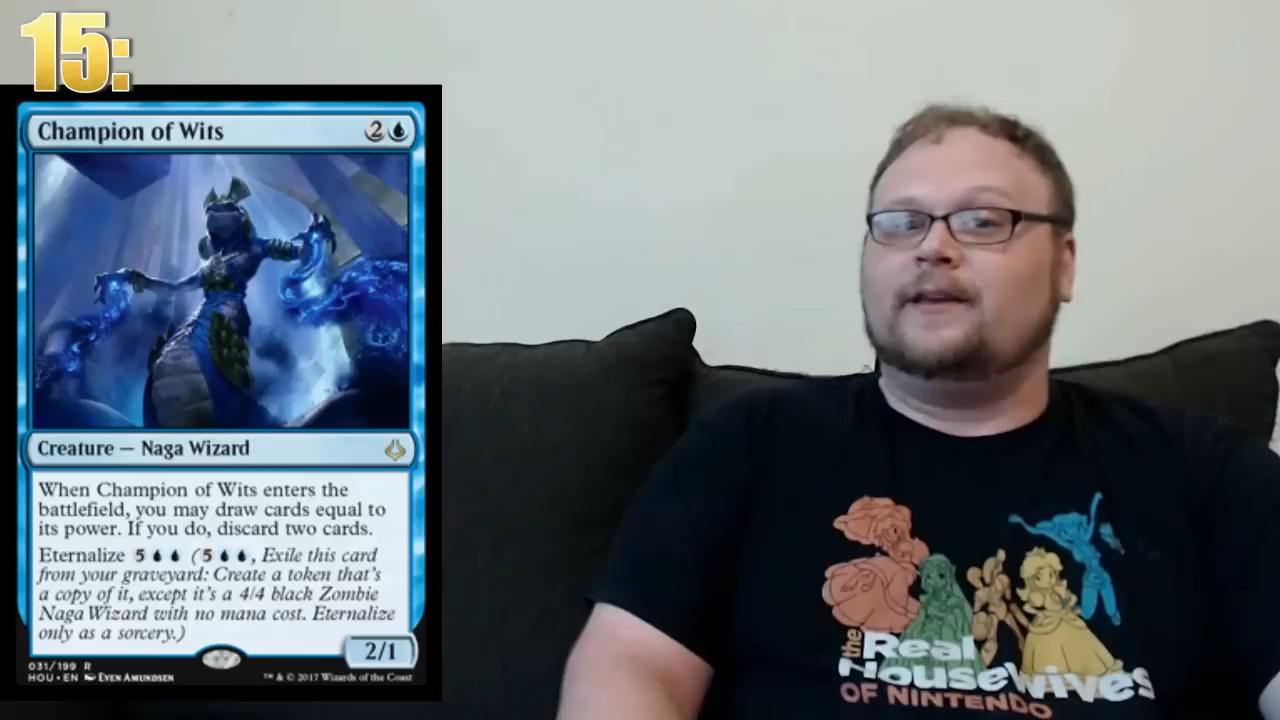 15:
Champion of Wits 2
Creature — Naga Wizard
When Champion of Wits enters the
battlefield, you may draw cards equal to
its power. If you do, discard two cards.
Eternalize 5 (5, Exile this card
from your graveyard: Create a token that's
a copy of it, except it's a 4/4 black Zombie
Naga Wizard with no mana cost. Eternalize
only as a sorcery.)
2/1
031/199 R
HOU • EN Even Amundsen
™ & © 2017 Wizards of the Coast
the Real
Housewives
OF NINTENDO